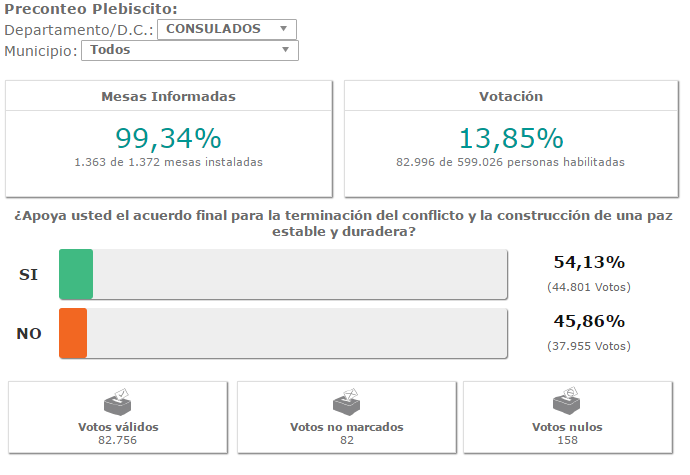 Preconteo Plebiscito:
Departamento/D.C.: CONSULADOS
Municipio: Todos
Mesas Informadas
99,34%
1.363 de 1.372 mesas instaladas
Votación
13,85%
82.996 de 599.026 personas habilitadas
¿Apoya usted el acuerdo final para la terminación del conflicto y la construcción de una paz
estable y duradera?
SI
54,13%
(44.801 Votos)
NO
45,86%
(37.955 Votos)
Votos válidos
82.756
Votos no marcados
82
Votos nulos
158